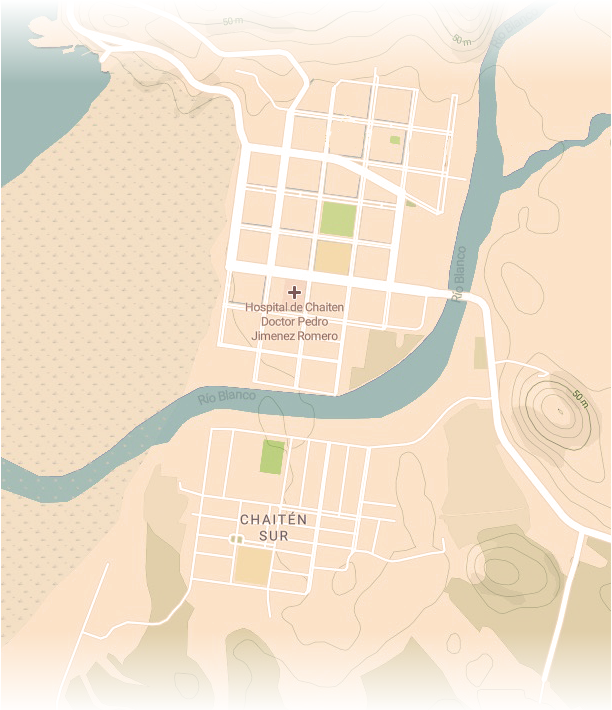 50 m
50 m
Río Blanco
Hospital de Chaiten
Doctor Pedro
Jimenez Romero
Río Blanco
50 m
CHAITÉN
SUR